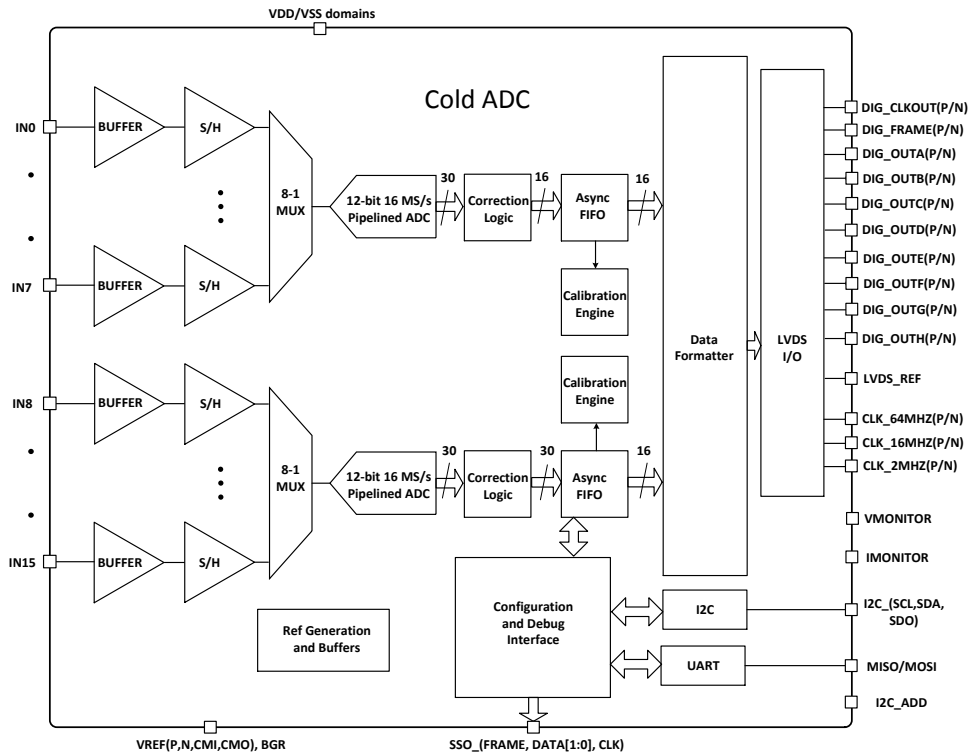 VDD/VSS domains
Cold ADC
IN0
BUFFER
S/H
IN7
BUFFER
S/H
8-1
MUX
12-bit 16 MS/s
Pipelined ADC
30
Correction
Logic
16
Async
FIFO
16
Calibration
Engine
IN8
BUFFER
S/H
IN15
BUFFER
S/H
8-1
MUX
12-bit 16 MS/s
Pipelined ADC
30
Correction
Logic
30
Async
FIFO
16
Calibration
Engine
Data
Formatter
LVDS
I/O
DIG_CLKOUT(P/N)
DIG_FRAME(P/N)
DIG_OUTA(P/N)
DIG_OUTB(P/N)
DIG_OUTC(P/N)
DIG_OUTD(P/N)
DIG_OUTE(P/N)
DIG_OUTF(P/N)
DIG_OUTG(P/N)
DIG_OUTH(P/N)
LVDS_REF
CLK_64MHZ(P/N)
CLK_16MHZ(P/N)
CLK_2MHZ(P/N)
VMONITOR
IMONITOR
I2C_(SCL,SDA,
SDO)
MISO/MOSI
I2C_ADD
Ref Generation
and Buffers
Configuration
and Debug
Interface
I2C
UART
VREF(P,N,CMI,CMO), BGR
SSO_(FRAME, DATA[1:0], CLK)